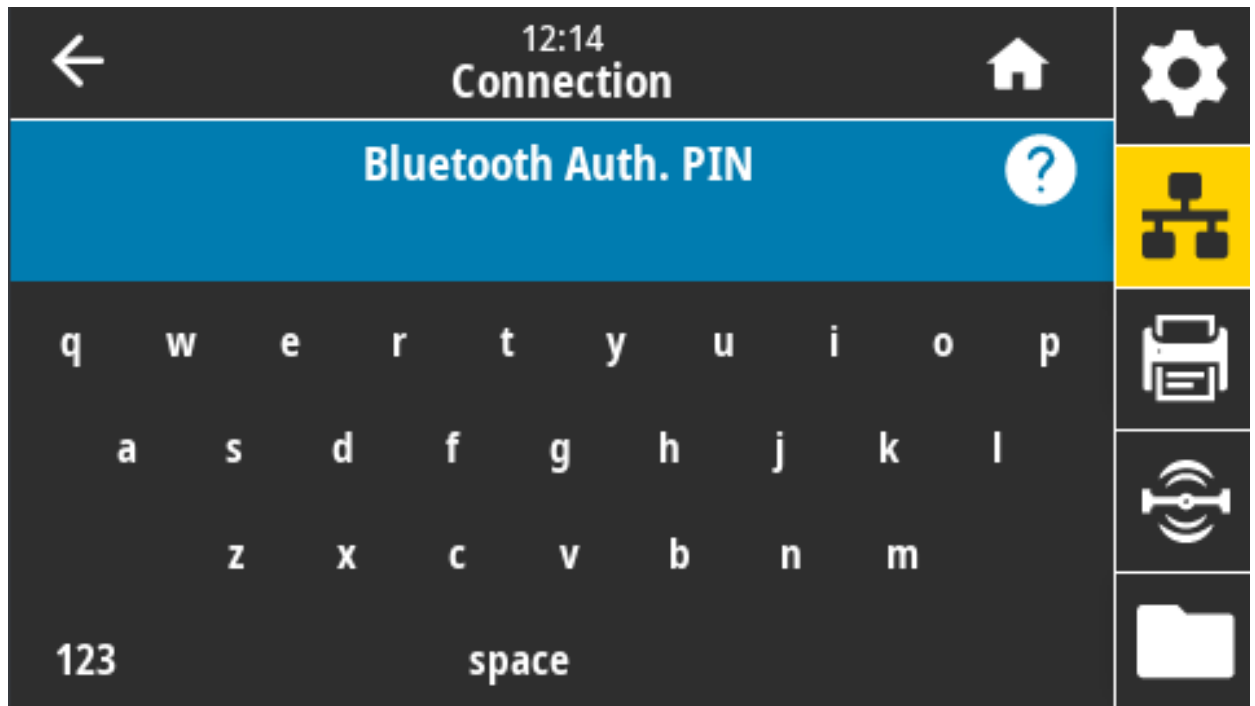 12:14
Connection
Bluetooth Auth. PIN
?
q w e r t y u i o p
a s d f g h j k l
z x c v b n m
123 space